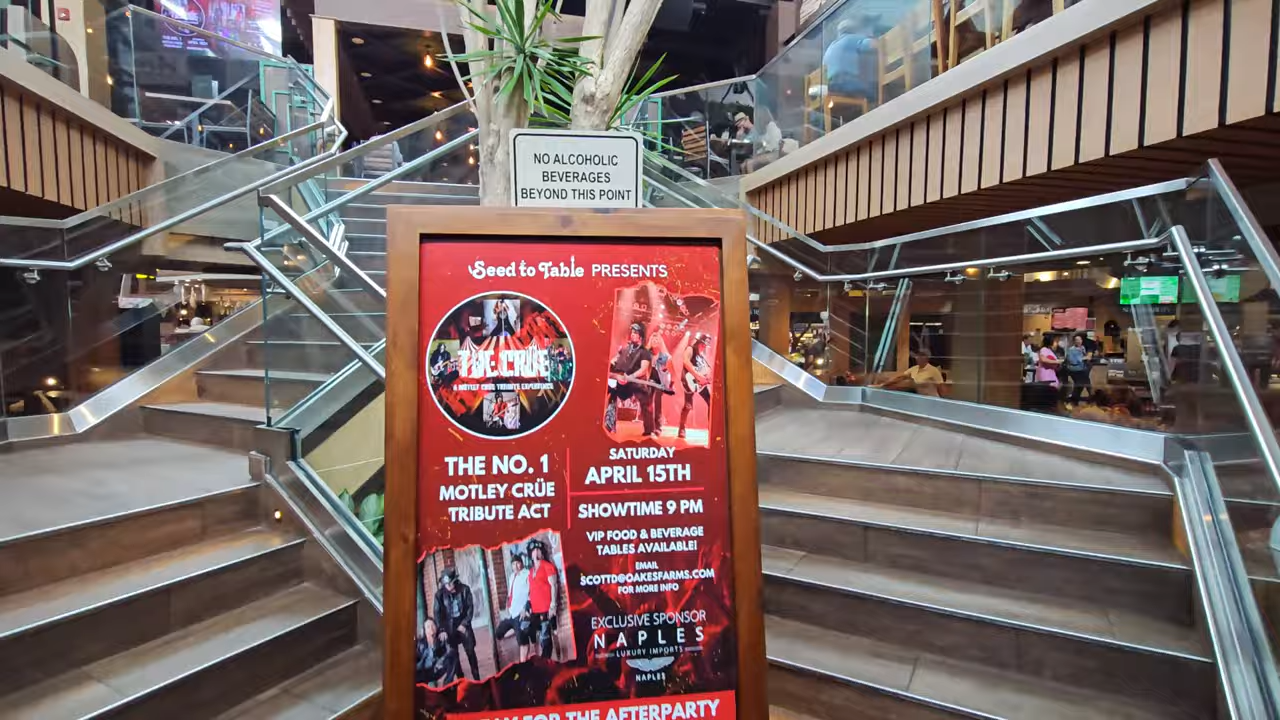 NO ALCOHOLIC
BEVERAGES
BEYOND THIS POINT
Seed to Table PRESENTS
THE CRÜE
A MOTLEY CRÜE TRIBUTE EXPERIENCE
THE NO. 1
MOTLEY CRÜE
TRIBUTE ACT
SATURDAY
APRIL 15TH
SHOWTIME 9 PM
VIP FOOD & BEVERAGE
TABLES AVAILABLE!
EMAIL
SCOTTD@OAKESFARMS.COM
FOR MORE INFO
EXCLUSIVE SPONSOR
NAPLES
LUXURY IMPORTS
NAPLES
FOR THE AFTERPARTY